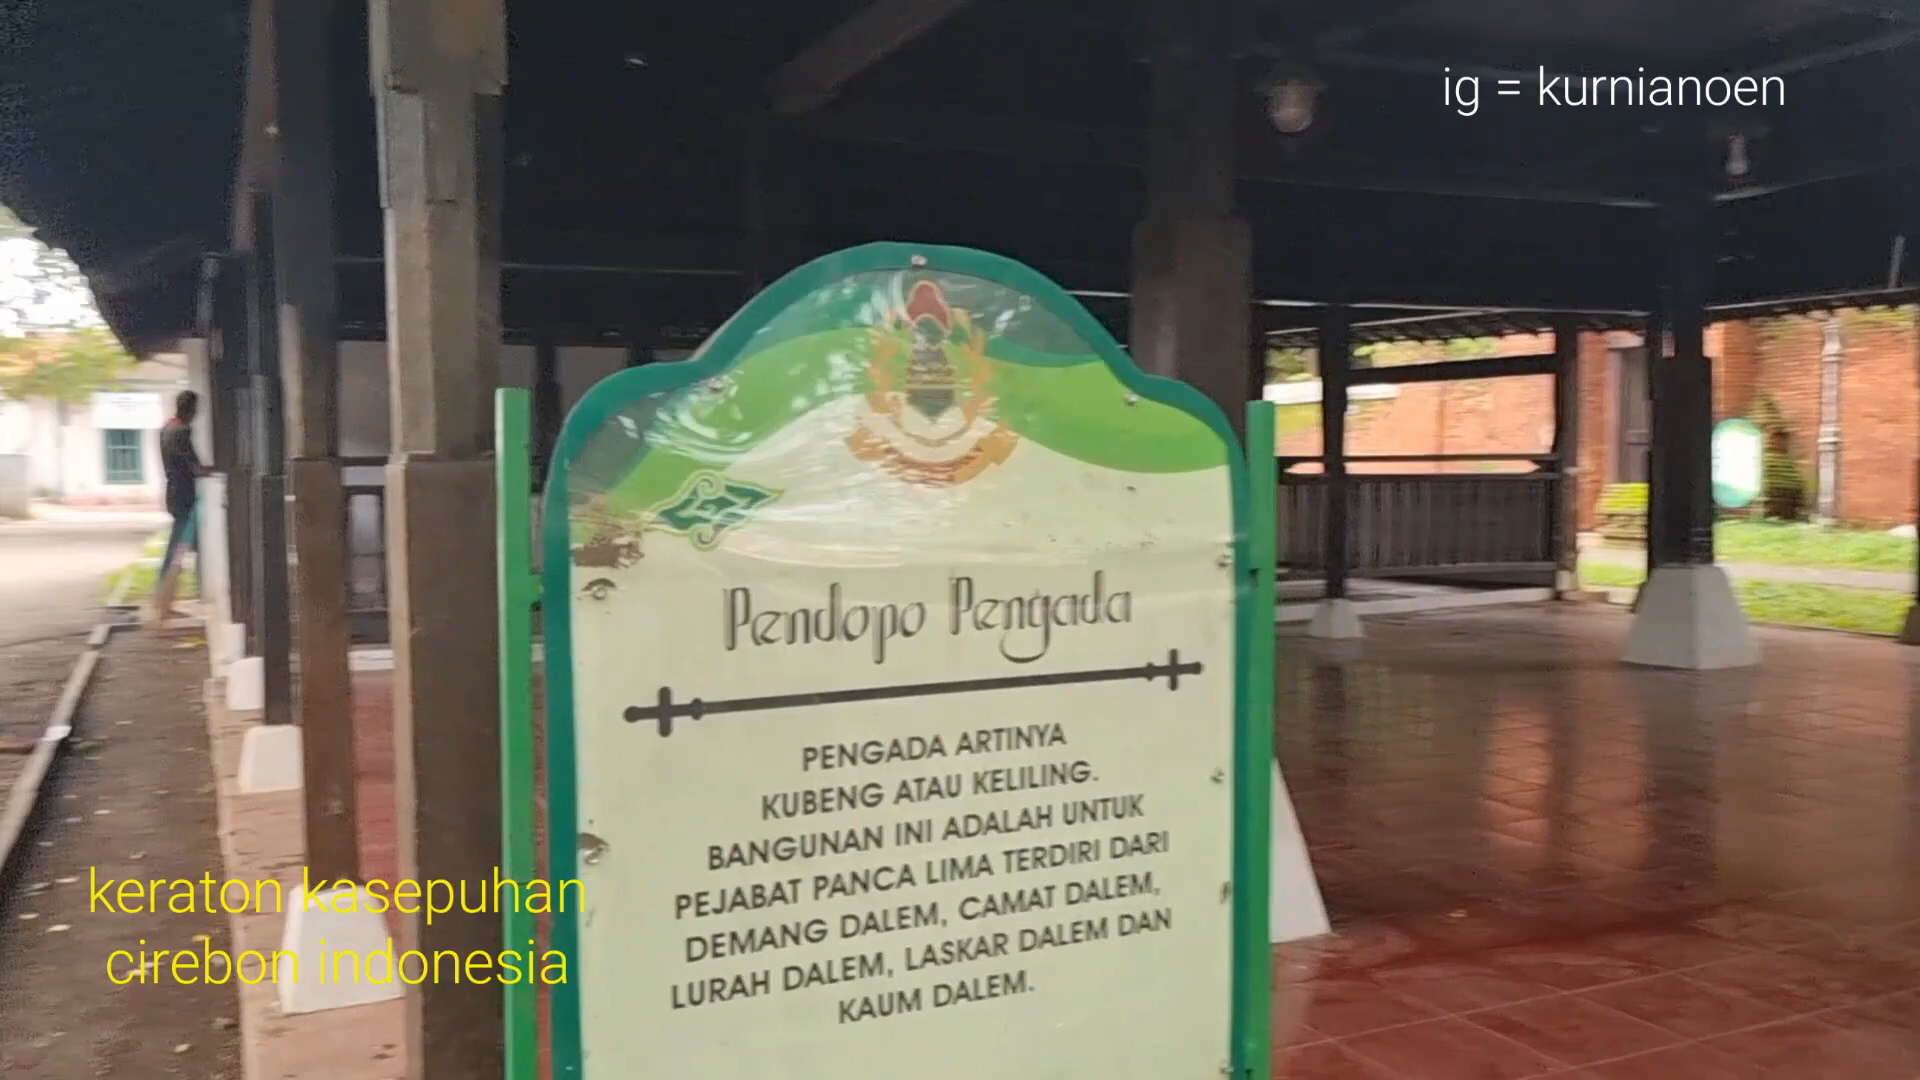 ig = kurnianoen
Pendopo Pengada
PENGADA ARTINYA
KUBENG ATAU KELILING.
BANGUNAN INI ADALAH UNTUK
PEJABAT PANCA LIMA TERDIRI DARI
DEMANG DALEM, CAMAT DALEM,
LURAH DALEM, LASKAR DALEM DAN
KAUM DALEM.
keraton kasepuhan
cirebon indonesia